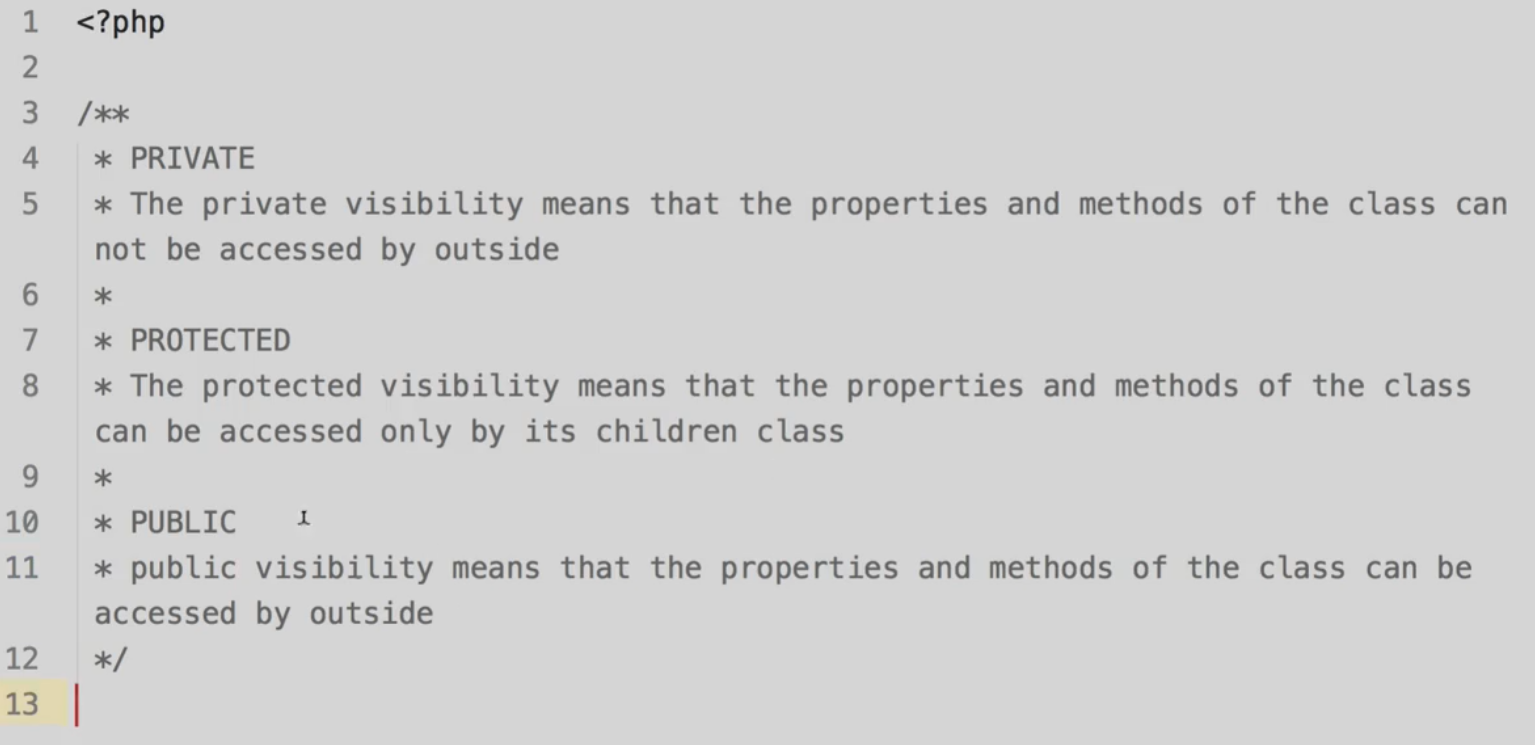 1 <?php
2
3 /**
4 * PRIVATE
5 * The private visibility means that the properties and methods of the class can
not be accessed by outside
6 *
7 * PROTECTED
8 * The protected visibility means that the properties and methods of the class
can be accessed only by its children class
9 *
10 * PUBLIC
11 * public visibility means that the properties and methods of the class can be
accessed by outside
12 */
13